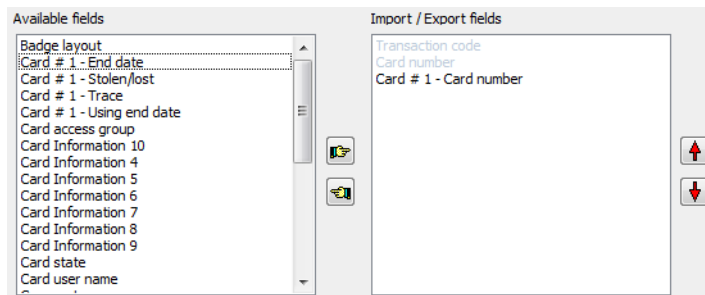 Available fields
Badge layout
Card # 1 - End date
Card # 1 - Stolen/lost
Card # 1 - Trace
Card # 1 - Using end date
Card access group
Card Information 10
Card Information 4
Card Information 5
Card Information 6
Card Information 7
Card Information 8
Card Information 9
Card state
Card user name
Import / Export fields
Transaction code
Card number
Card # 1 - Card number